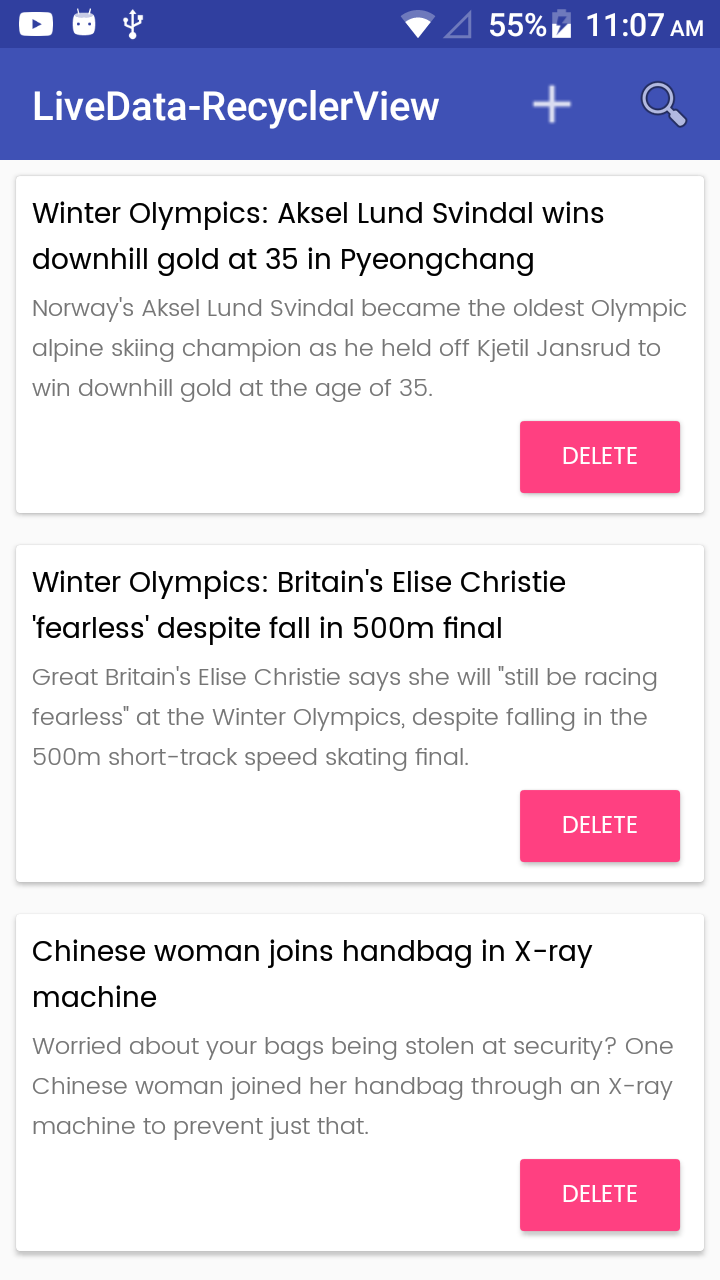 55% 11:07 AM
LiveData-RecyclerView
Winter Olympics: Aksel Lund Svindal wins
downhill gold at 35 in Pyeongchang
Norway's Aksel Lund Svindal became the oldest Olympic
alpine skiing champion as he held off Kjetil Jansrud to
win downhill gold at the age of 35.
DELETE
Winter Olympics: Britain's Elise Christie
'fearless' despite fall in 500m final
Great Britain's Elise Christie says she will "still be racing
fearless" at the Winter Olympics, despite falling in the
500m short-track speed skating final.
DELETE
Chinese woman joins handbag in X-ray
machine
Worried about your bags being stolen at security? One
Chinese woman joined her handbag through an X-ray
machine to prevent just that.
DELETE